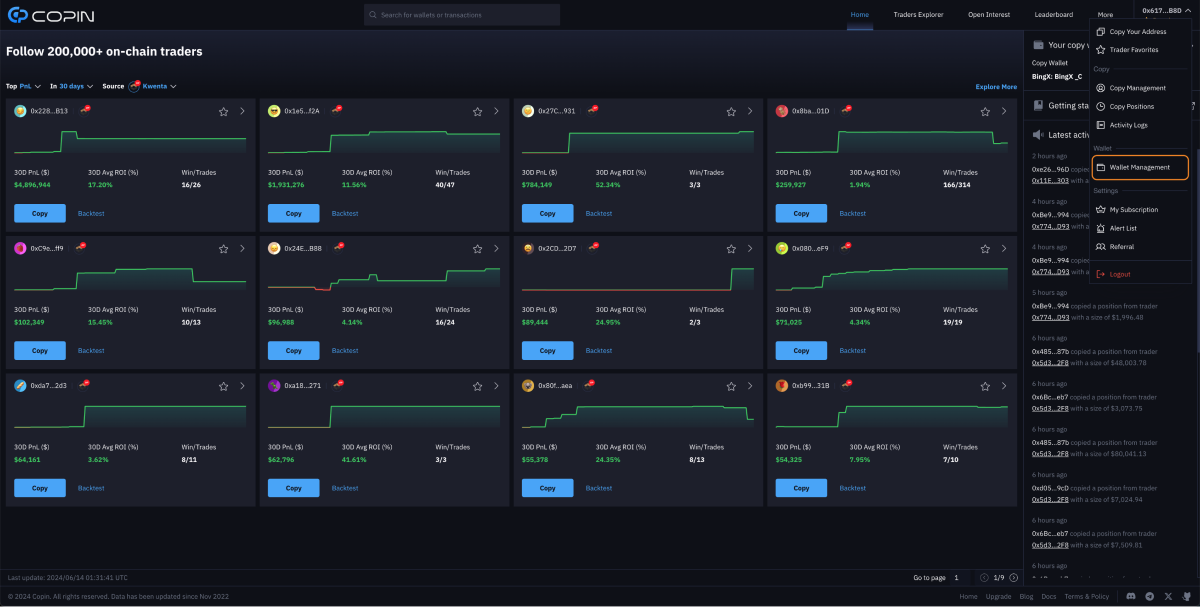 COPIN
Search for wallets or transactions
Home Traders Explorer Open Interest Leaderboard More 0x617...B8D
Follow 200,000+ on-chain traders
Top PnL In 30 days Source Kwenta Explore More
0x228...B13 0x1e5...f2A 0x27C...931 0x8ba...01D
30D PnL ($) 30D Avg ROI (%) Win/Trades 30D PnL ($) 30D Avg ROI (%) Win/Trades 30D PnL ($) 30D Avg ROI (%) Win/Trades 30D PnL ($) 30D Avg ROI (%) Win/Trades
$4,896,944 17.20% 16/26 $1,931,276 11.56% 40/47 $784,149 52.34% 3/3 $259,927 1.94% 166/314
Copy Backtest Copy Backtest Copy Backtest Copy Backtest
0xC9e...ff9 0x24E...B88 0x2CD...2D7 0x080...eF9
30D PnL ($) 30D Avg ROI (%) Win/Trades 30D PnL ($) 30D Avg ROI (%) Win/Trades 30D PnL ($) 30D Avg ROI (%) Win/Trades 30D PnL ($) 30D Avg ROI (%) Win/Trades
$102,349 15.45% 10/13 $96,988 4.14% 16/24 $89,444 24.95% 2/3 $71,025 4.34% 19/19
Copy Backtest Copy Backtest Copy Backtest Copy Backtest
0xda7...2d3 0xa18...271 0x80f...aea 0xb99...31B
30D PnL ($) 30D Avg ROI (%) Win/Trades 30D PnL ($) 30D Avg ROI (%) Win/Trades 30D PnL ($) 30D Avg ROI (%) Win/Trades 30D PnL ($) 30D Avg ROI (%) Win/Trades
$64,161 3.62% 8/11 $62,796 41.61% 3/3 $55,378 24.35% 8/13 $54,325 7.95% 7/10
Copy Backtest Copy Backtest Copy Backtest Copy Backtest
Your copy
Copy Wallet
BingX: BingX _C
Getting sta
Latest activ
2 hours ago
0xe26...96D copied
0x11E...303 with a
4 hours ago
0xBe9...994 copied
0x774...D93 with a
4 hours ago
0xBe9...994 copied
0x774...D93 with a
5 hours ago
0xBe9...994 copied a position from trader
0x774...D93 with a size of $1,996.48
6 hours ago
0x485...87b copied a position from trader
0x5d3...2F8 with a size of $48,003.78
6 hours ago
0x6Bc...eb7 copied a position from trader
0x5d3...2F8 with a size of $3,073.75
6 hours ago
0x485...87b copied a position from trader
0x5d3...2F8 with a size of $80,041.13
6 hours ago
0xd05...9cD copied a position from trader
0x5d3...2F8 with a size of $7,024.94
6 hours ago
0x6Bc...eb7 copied a position from trader
0x5d3...2F8 with a size of $7,509.81
6 hours ago
Copy Your Address
Trader Favorites
Copy
Copy Management
Copy Positions
Activity Logs
Wallet
Wallet Management
Settings
My Subscription
Alert List
Referral
Logout
Last update: 2024/06/14 01:31:41 UTC Go to page 1 1/9
© 2024 Copin. All rights reserved. Data has been updated since Nov 2022 Home Upgrade Blog Docs Terms & Policy